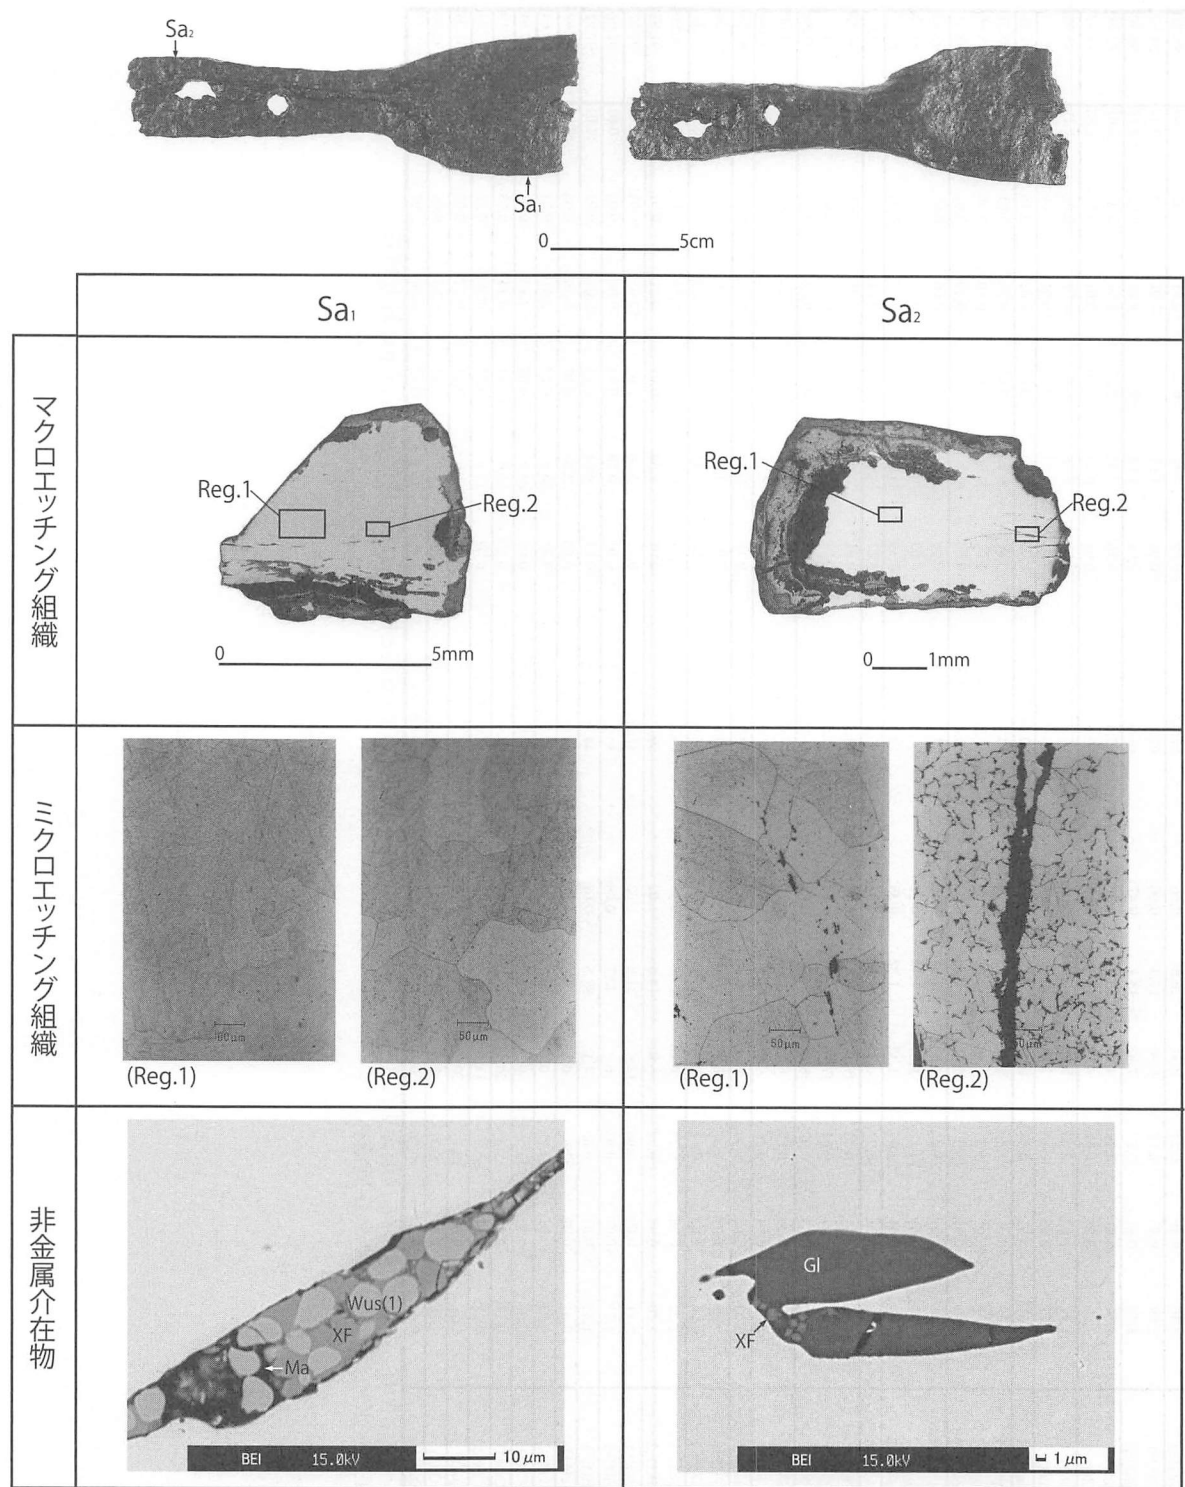 Sa₂
Sa₁
0 5cm
Sa₁ Sa₂
マクロエッチング組織
Reg.1
Reg.2
0 5mm
Reg.1
Reg.2
0 1mm
ミクロエッチング組織
50μm
(Reg.1)
50μm
(Reg.2)
50μm
(Reg.1)
50μm
(Reg.2)
非金属介在物
Wus(1)
XF
Ma
BEI 15.0kV 10μm
Gl
XF
BEI 15.0kV 1μm